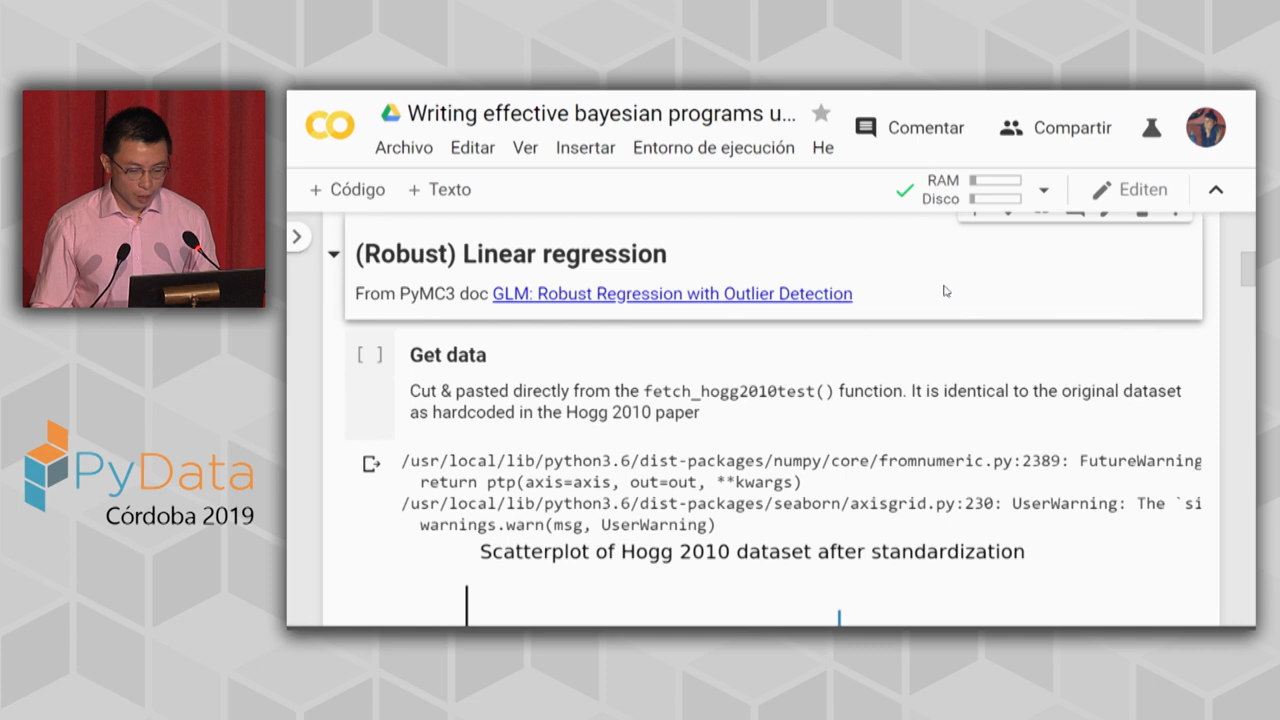 CO
Writing effective bayesian programs u...
Comentar
Compartir
Archivo Editar Ver Insertar Entorno de ejecución He
+ Código + Texto
RAM
Disco
Editen
(Robust) Linear regression
From PyMC3 doc GLM: Robust Regression with Outlier Detection
[ ] Get data
Cut & pasted directly from the fetch_hogg2010test() function. It is identical to the original dataset
as hardcoded in the Hogg 2010 paper
/usr/local/lib/python3.6/dist-packages/numpy/core/fromnumeric.py:2389: FutureWarning
return ptp(axis=axis, out=out, **kwargs)
/usr/local/lib/python3.6/dist-packages/seaborn/axisgrid.py:230: UserWarning: The `si
warnings.warn(msg, UserWarning)
Scatterplot of Hogg 2010 dataset after standardization
PyData
Córdoba 2019